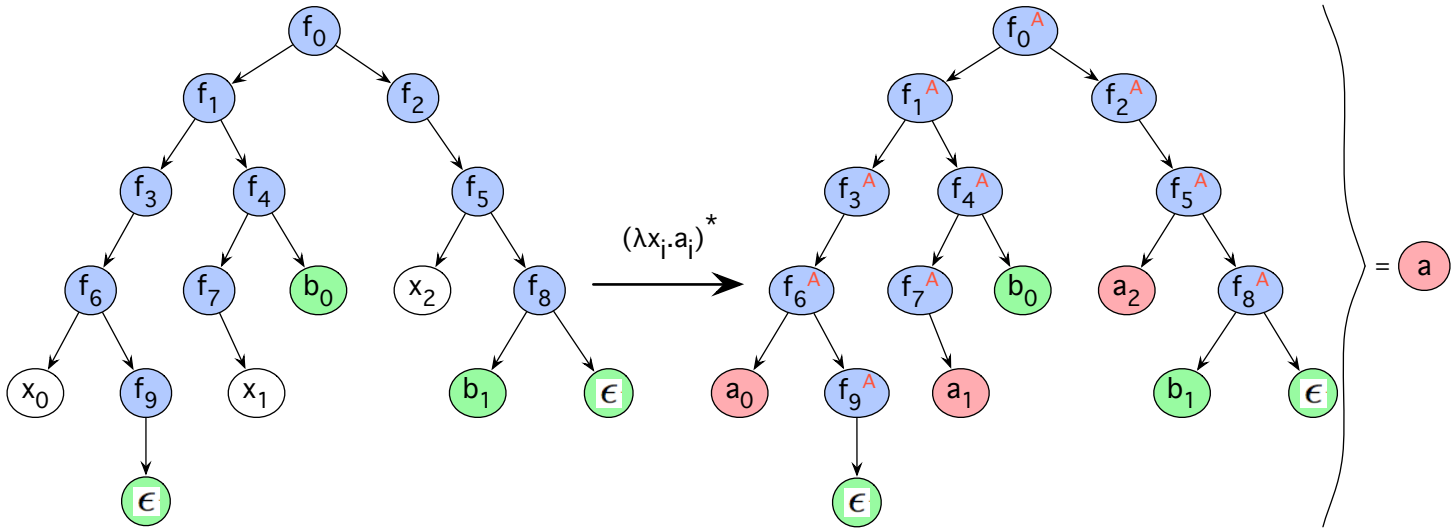 f0 f0A
f1 f2 f1A f2A
f3 f4 f5 f3A f4A f5A
(λxi.ai)*
f6 f7 b0 x2 f8 f6A f7A b0 a2 f8A = a
x0 f9 x1 b1 ϵ a0 f9A a1 b1 ϵ
ϵ ϵ